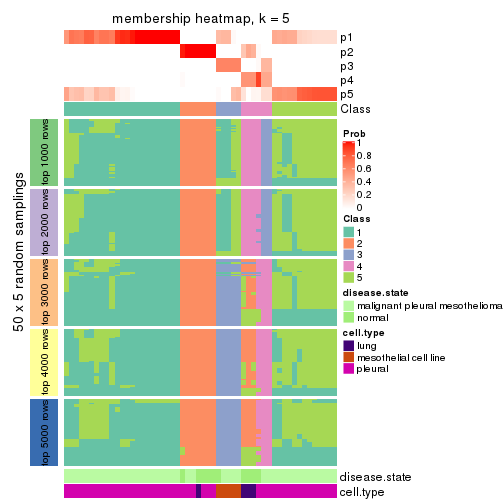 membership heatmap, k = 5
p1
p2
p3
p4
p5
Class
50 x 5 random samplings
top 1000 rows
top 2000 rows
top 3000 rows
top 4000 rows
top 5000 rows
Prob
1
0.8
0.6
0.4
0.2
0
Class
1
2
3
4
5
disease.state
malignant pleural mesothelioma
normal
cell.type
lung
mesothelial cell line
pleural
disease.state
cell.type